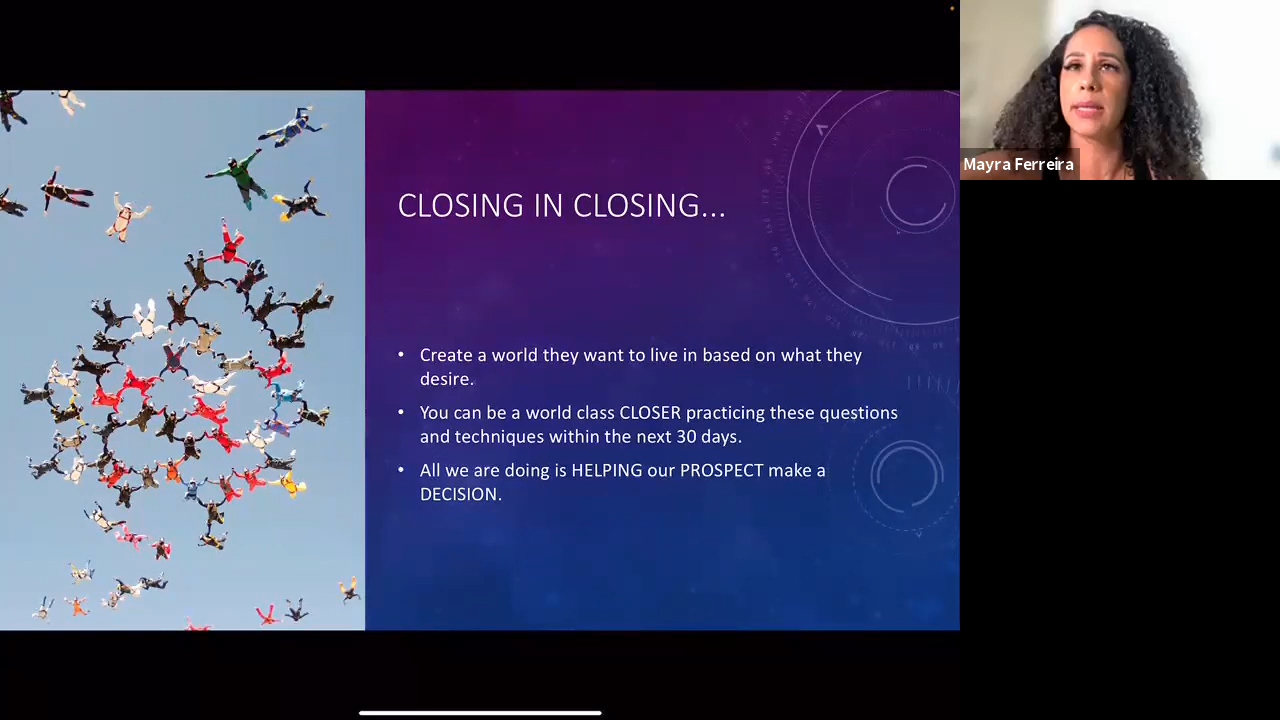 CLOSING IN CLOSING...
• Create a world they want to live in based on what they
desire.
• You can be a world class CLOSER practicing these questions
and techniques within the next 30 days.
• All we are doing is HELPING our PROSPECT make a
DECISION.
Mayra Ferreira